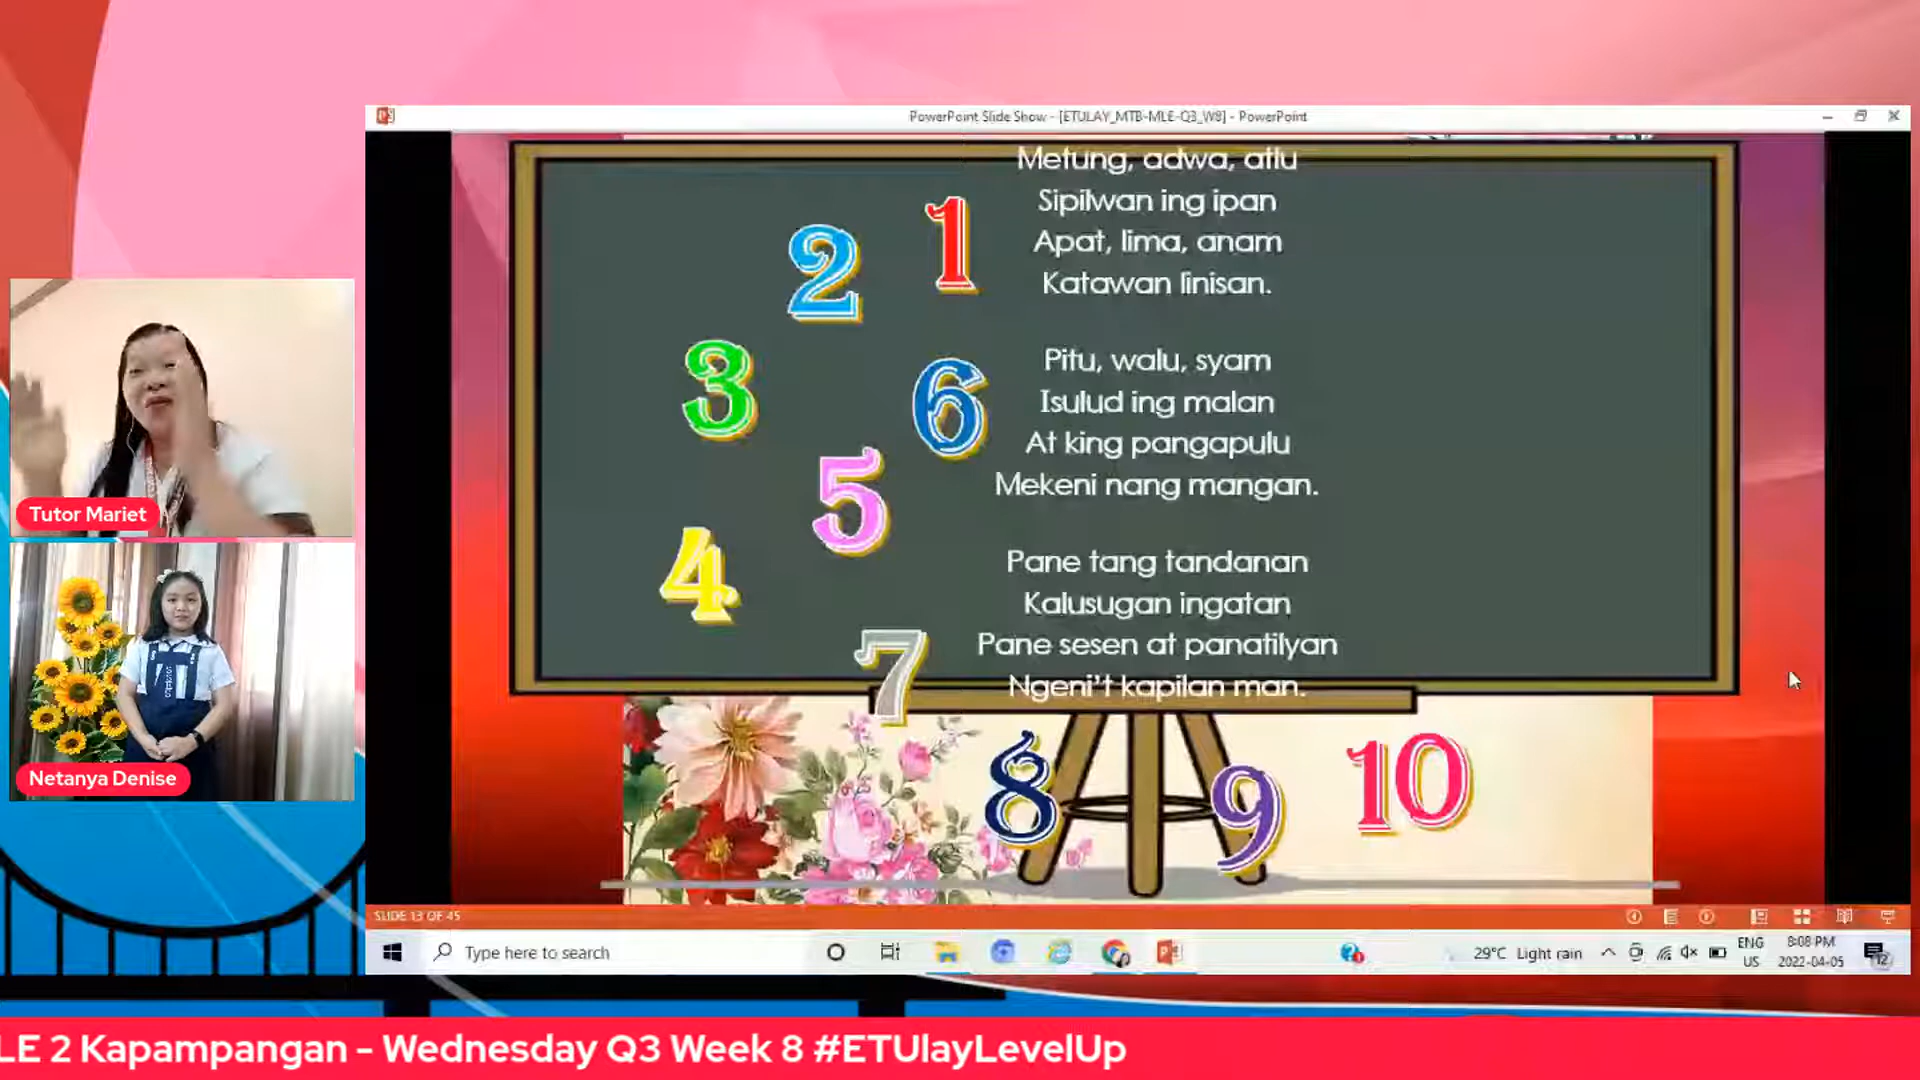 PowerPoint Slide Show - [ETULAY_MTB-MLE-Q3_W8] - PowerPoint
Metung, adwa, atlu
Sipilwan ing ipan
Apat, lima, anam
Katawan linisan.
Pitu, walu, syam
Isulud ing malan
At king pangapulu
Mekeni nang mangan.
Pane tang tandanan
Kalusugan ingatan
Pane sesen at panatilyan
Ngeni't kapilan man.
1
2
3
6
5
4
7
8
9
10
Tutor Mariet
Netanya Denise
SLIDE 13 OF 45
Type here to search
29°C Light rain
ENG
US
8:08 PM
2022-04-05
12
LE 2 Kapampangan - Wednesday Q3 Week 8 #ETUlayLevelUp